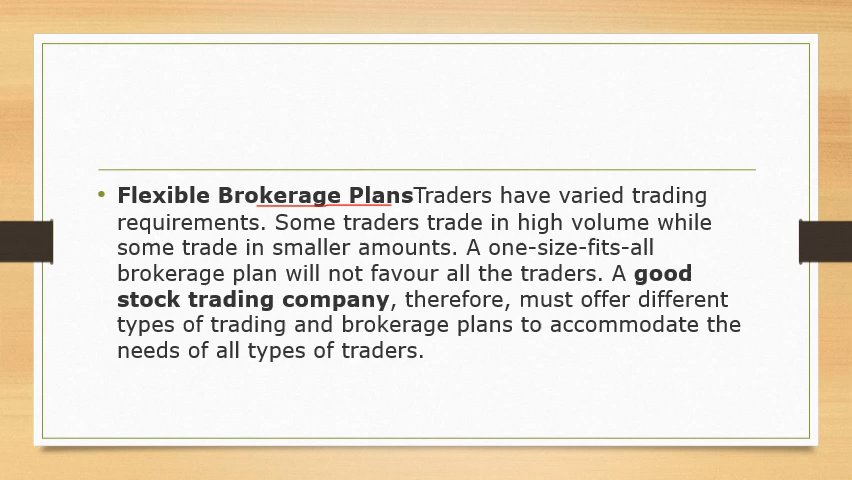 • Flexible Brokerage PlansTraders have varied trading
requirements. Some traders trade in high volume while
some trade in smaller amounts. A one-size-fits-all
brokerage plan will not favour all the traders. A good
stock trading company, therefore, must offer different
types of trading and brokerage plans to accommodate the
needs of all types of traders.